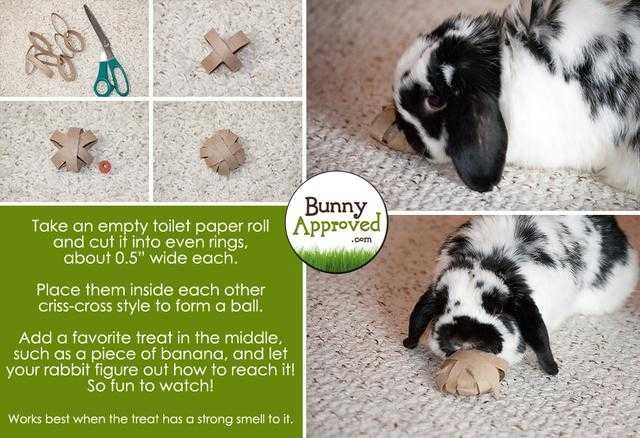 Bunny
Approved
.com
Take an empty toilet paper roll
and cut it into even rings,
about 0.5" wide each.
Place them inside each other
criss-cross style to form a ball.
Add a favorite treat in the middle,
such as a piece of banana, and let
your rabbit figure out how to reach it!
So fun to watch!
Works best when the treat has a strong smell to it.